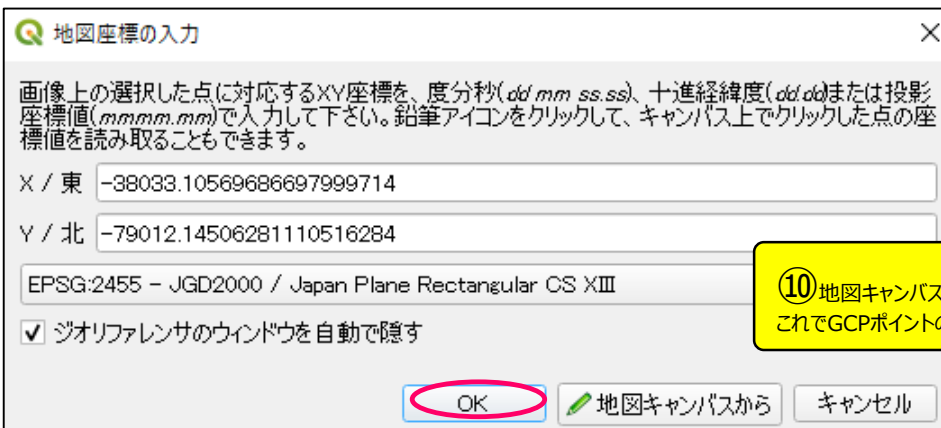 地図座標の入力
画像上の選択した点に対応するXY座標を、度分秒(dd mm ss.ss)、十進経緯度(dd.dd)または投影
座標値(mmmm.mm)で入力して下さい。鉛筆アイコンをクリックして、キャンバス上でクリックした点の座
標値を読み取ることもできます。
X / 東 -38033.10569686697999714
Y / 北 -79012.14506281110516284
EPSG:2455 - JGD2000 / Japan Plane Rectangular CS XIII
⑩地図キャンバス
これでGCPポイントの
✓ ジオリファレンサのウィンドウを自動で隠す
OK 地図キャンバスから キャンセル